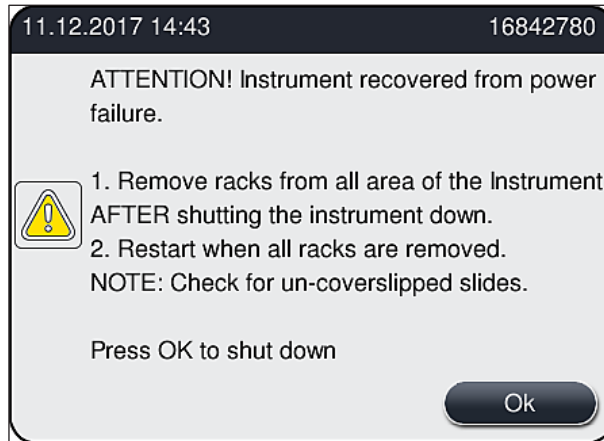 11.12.2017 14:43 16842780
ATTENTION! Instrument recovered from power
failure.
1. Remove racks from all area of the Instrument
AFTER shutting the instrument down.
2. Restart when all racks are removed.
NOTE: Check for un-coverslipped slides.
Press OK to shut down
Ok